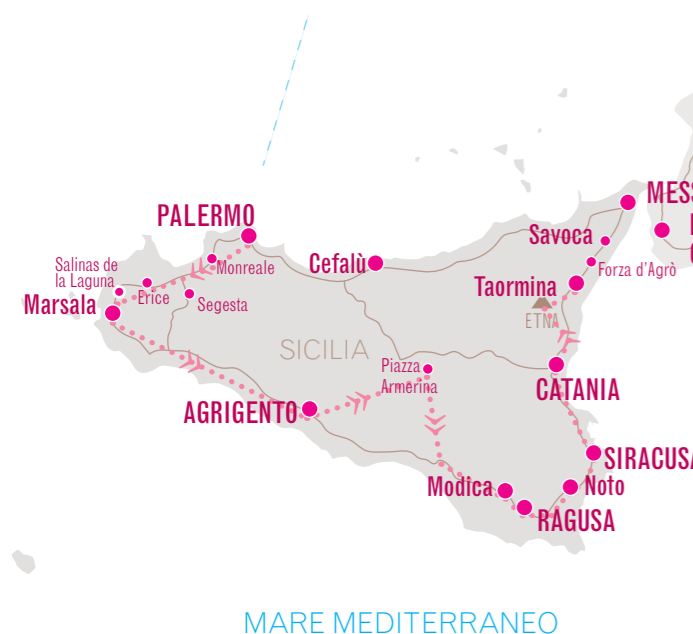 PALERMO
MESS
Savoca
Cefalù
Monreale
Salinas de
la Laguna
Forza d'Agrò
Erice
Taormina
Segesta
Marsala
ETNA
SICILIA
Piazza
Armerina
CATANIA
AGRIGENTO
SIRACUSA
Modica
Noto
RAGUSA
MARE MEDITERRANEO